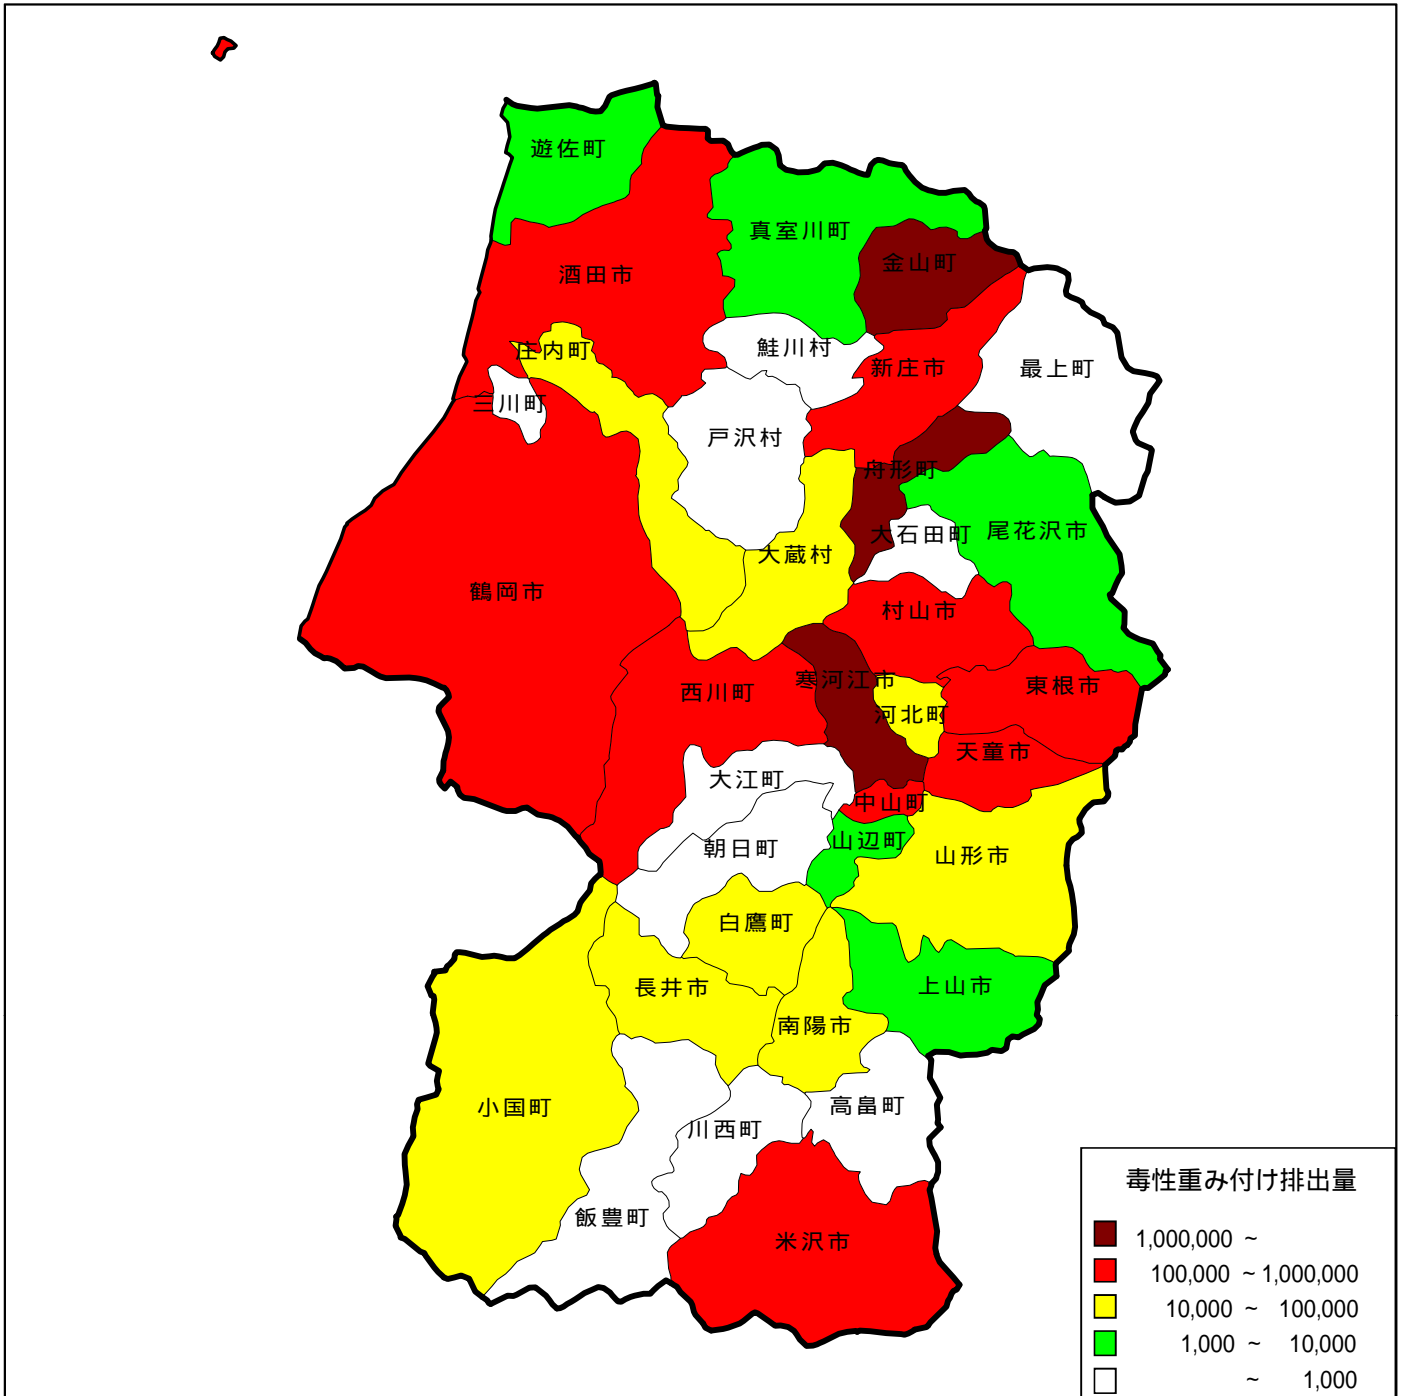 遊佐町
真室川町
金山町
酒田市
鮭川村
庄内町
新庄市
最上町
三川町
戸沢村
舟形町
大石田町
尾花沢市
大蔵村
鶴岡市
村山市
寒河江市
東根市
西川町
河北町
天童市
大江町
中山町
山辺町
朝日町
山形市
白鷹町
長井市
上山市
南陽市
小国町
高畠町
川西町
飯豊町
米沢市
毒性重み付け排出量
1,000,000 ~
100,000 ~ 1,000,000
10,000 ~ 100,000
1,000 ~ 10,000
~ 1,000